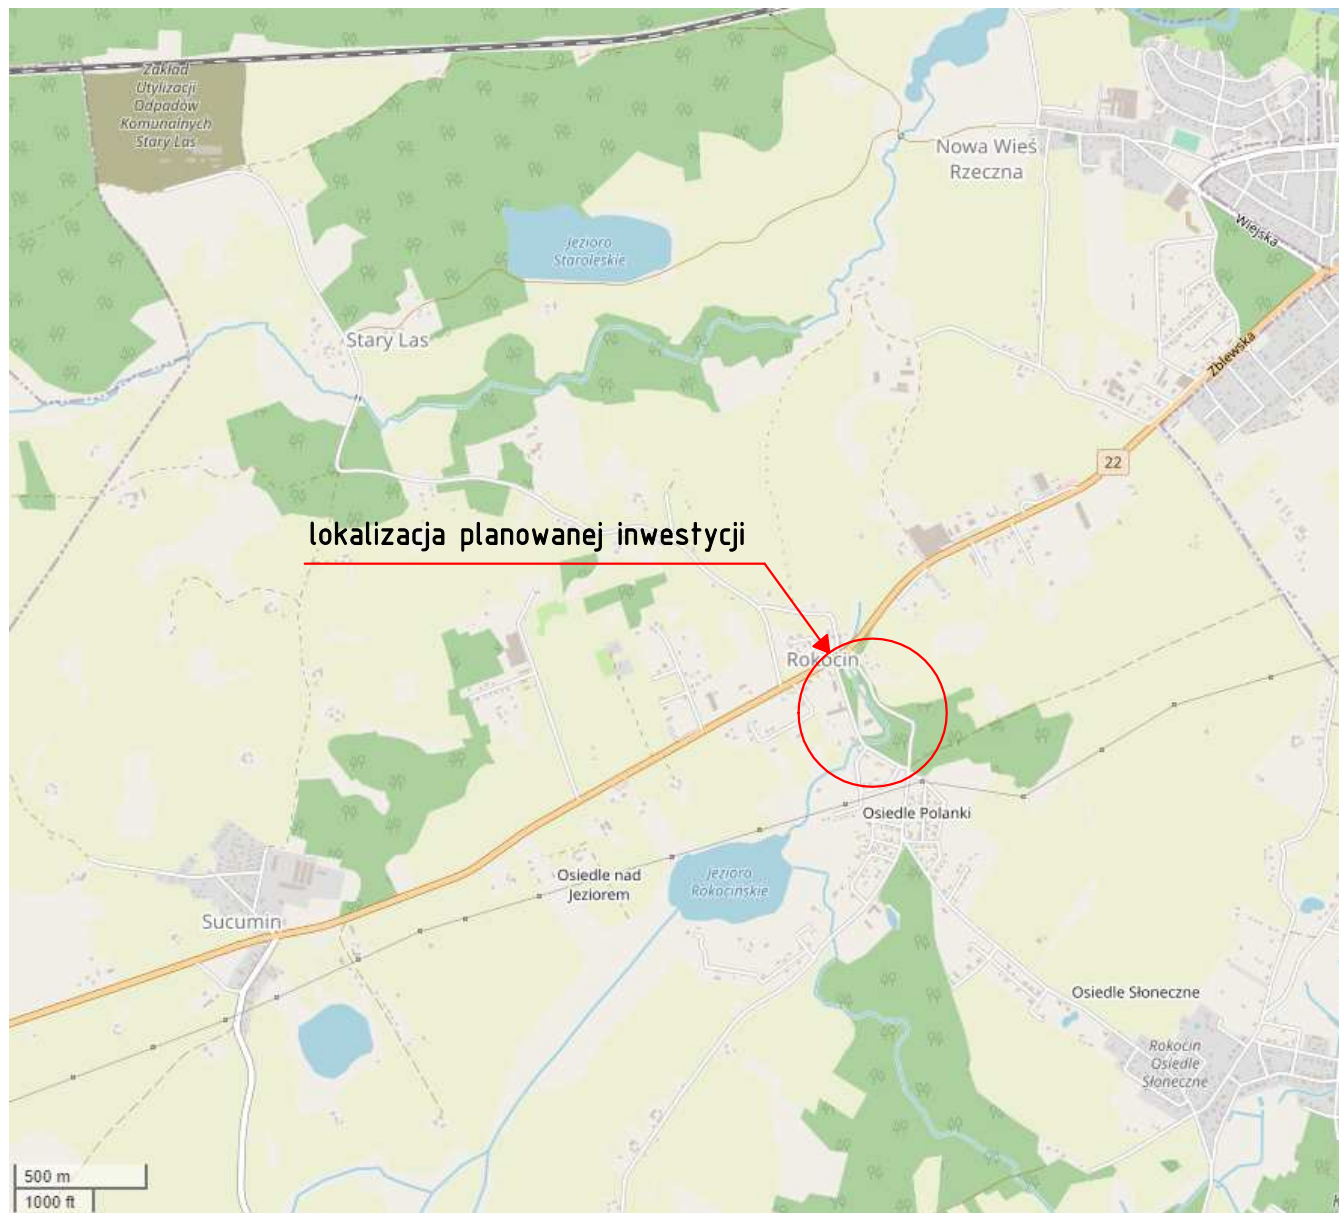 Zakład
Utylizacji
Odpadów
Komunalnych
Stary Las
Nowa Wieś
Rzeczna
Wiejska
Jezioro
Staroleskie
Stary Las
Zblewska
22
lokalizacja planowanej inwestycji
Rokocin
Osiedle Polanki
Osiedle nad
Jeziorem
Jezioro
Rokocińskie
Sucumin
Osiedle Słoneczne
Rokocin
Osiedle
Słoneczne
500 m
1000 ft